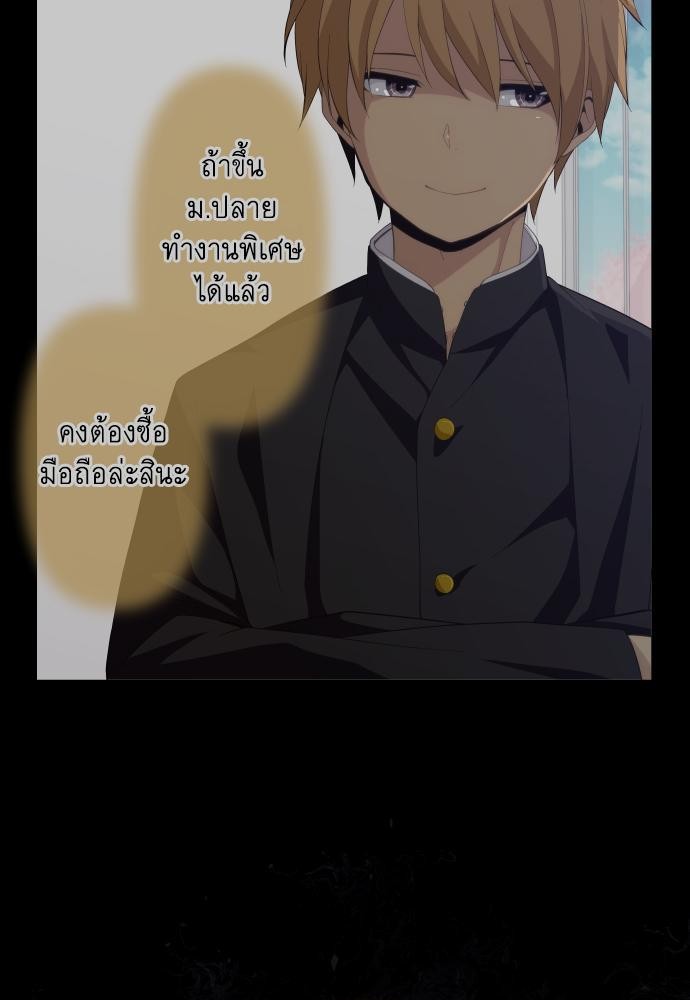 ถ้าขึ้น
ม.ปลาย
ทำงานพิเศษ
ได้แล้ว
คงต้องซื้อ
มือถือล่ะสินะ